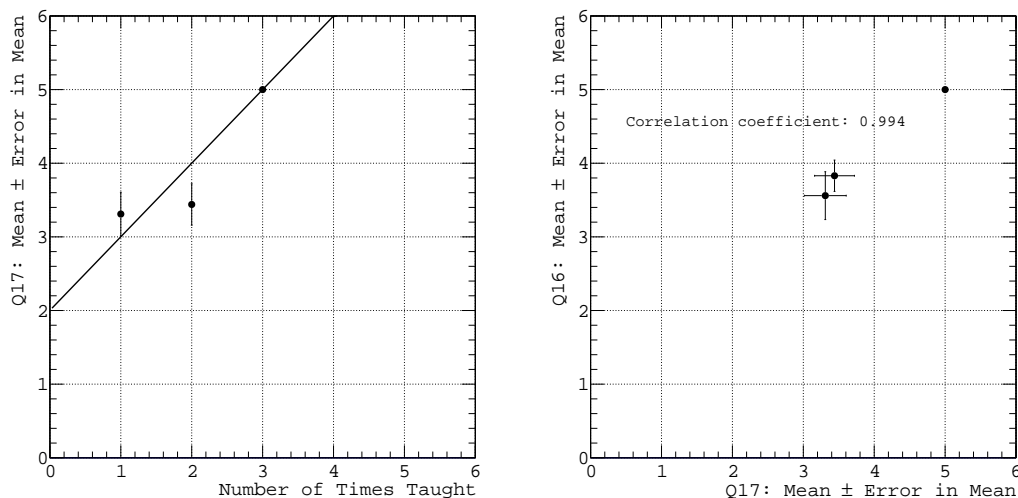 Q17: Mean ± Error in Mean
6
5
4
3
2
1
0
0 1 2 3 4 5 6
Number of Times Taught
Q16: Mean ± Error in Mean
6
5
4
3
2
1
0
Correlation coefficient: 0.994
0 1 2 3 4 5 6
Q17: Mean ± Error in Mean